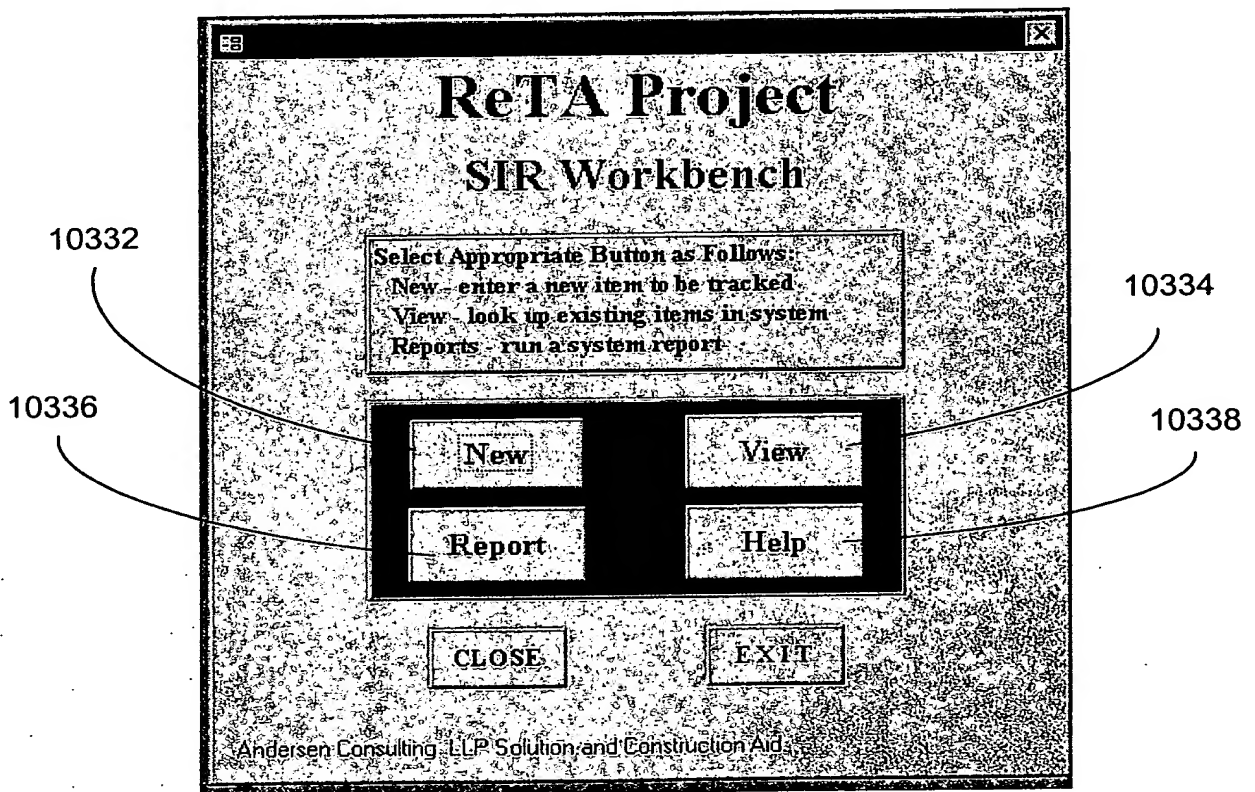 ReTA Project
SIR Workbench
10332
Select Appropriate Button as Follows:
New - enter a new item to be tracked
View - look up existing items in system
Reports - run a system report
10334
10336
10338
New
View
Report
Help
CLOSE
EXIT
Andersen Consulting, LLP Solution and Construction Aid